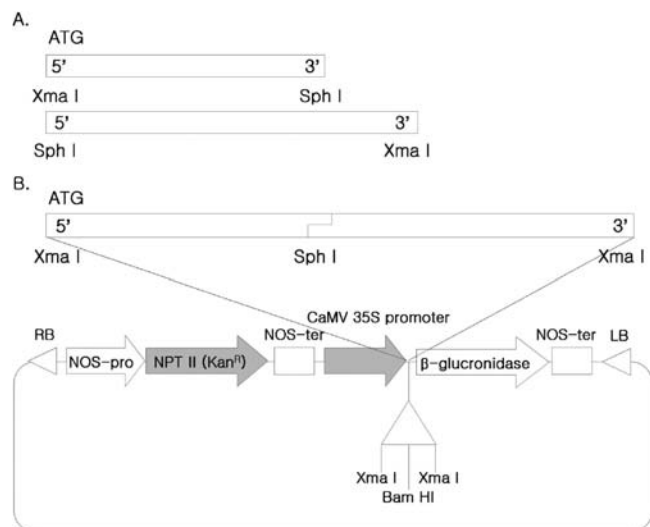 A.
ATG
5' 3'
Xma I Sph I
5' 3'
Sph I Xma I
B.
ATG
5' 3'
Xma I Sph I Xma I
CaMV 35S promoter
RB NOS-ter NOS-ter LB
NOS-pro NPT II (Kanᴿ) β-glucronidase
Xma I Xma I
Bam HI